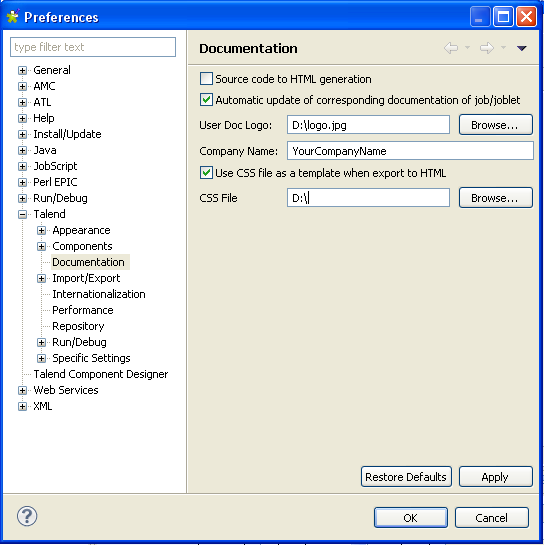 Preferences
type filter text
General
AMC
ATL
Help
Install/Update
Java
JobScript
Perl EPIC
Run/Debug
Talend
Appearance
Components
Documentation
Import/Export
Internationalization
Performance
Repository
Run/Debug
Specific Settings
Talend Component Designer
Web Services
XML
Documentation
Source code to HTML generation
Automatic update of corresponding documentation of job/joblet
User Doc Logo: D:\logo.jpg Browse...
Company Name: YourCompanyName
Use CSS file as a template when export to HTML
CSS File D:\ Browse...
Restore Defaults Apply
? OK Cancel